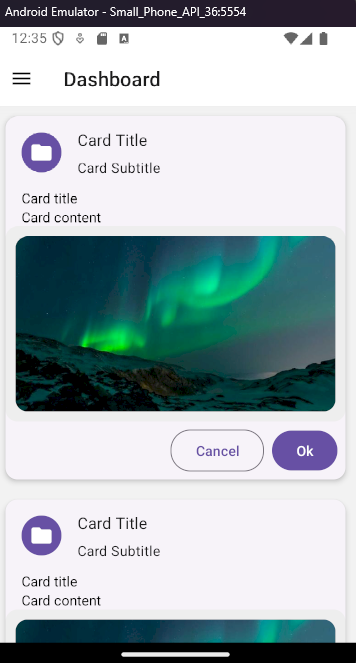 Android Emulator - Small_Phone_API_36:5554
12:35
A
Dashboard
Card Title
Card Subtitle
Card title
Card content
Cancel
Ok
Card Title
Card Subtitle
Card title
Card content